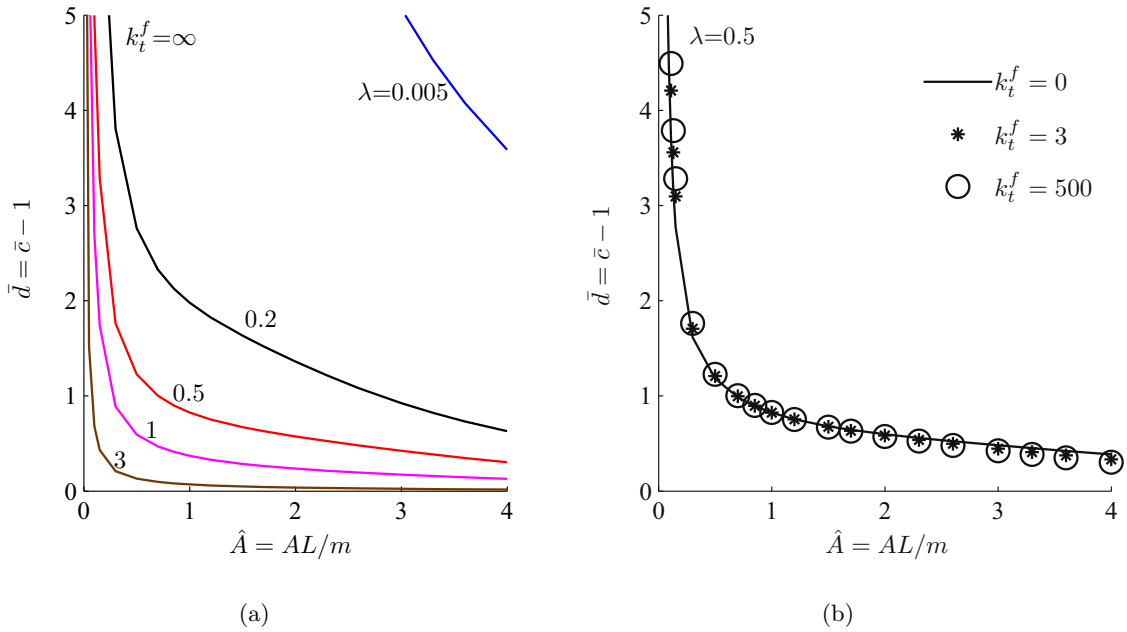 5
4
3
2
1
0
0
1
2
3
4
k_t^f=∞
λ=0.005
0.2
0.5
1
3
d̄ = c̄ − 1
Â = AL/m
(a)
5
4
3
2
1
0
0
1
2
3
4
λ=0.5
k_t^f = 0
k_t^f = 3
k_t^f = 500
d̄ = c̄ − 1
Â = AL/m
(b)